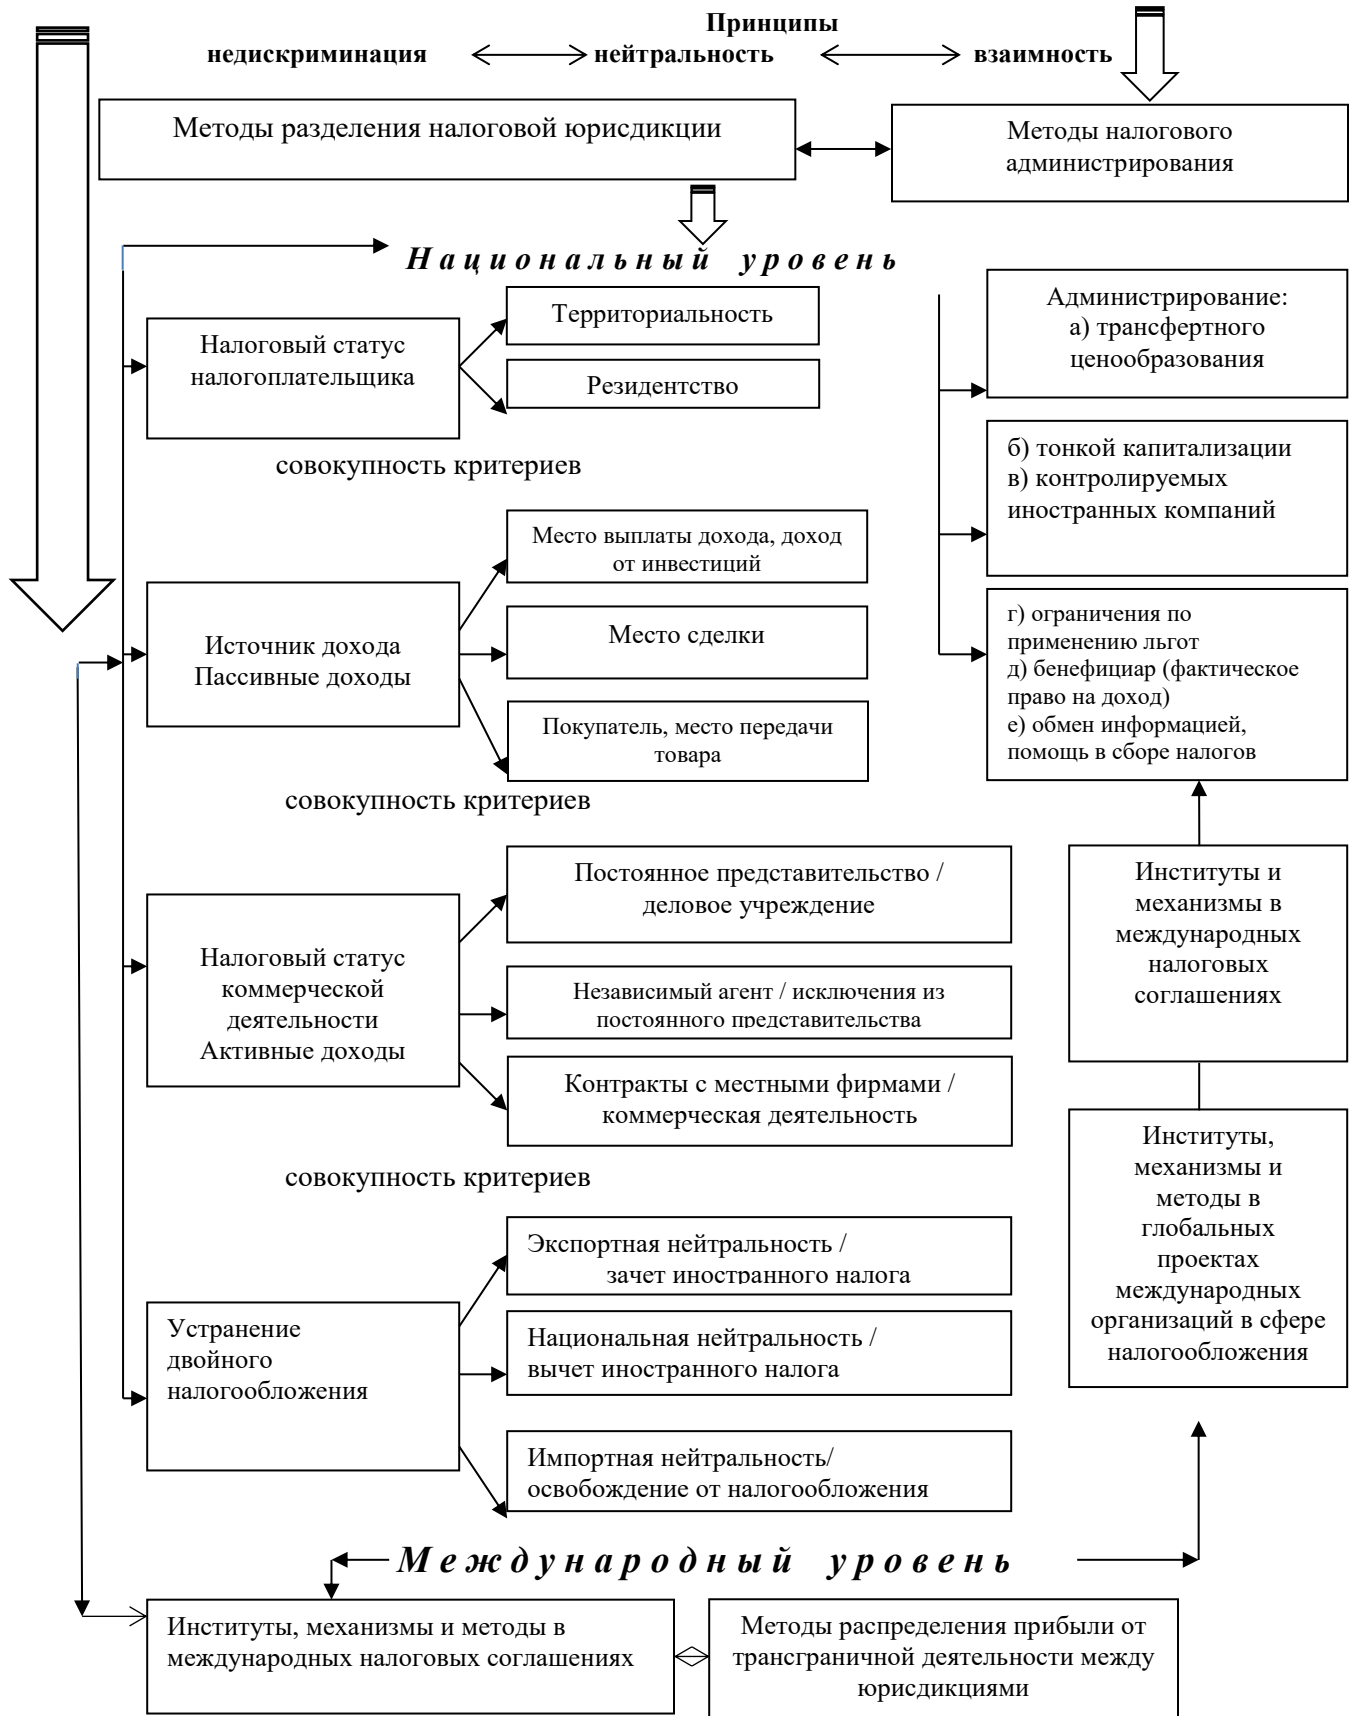 Принципы
недискриминация нейтральность взаимность
Методы разделения налоговой юрисдикции
Методы налогового
администрирования
Национальный уровень
Налоговый статус
налогоплательщика
Территориальность
Резидентство
совокупность критериев
Администрирование:
а) трансфертного
ценообразования
б) тонкой капитализации
в) контролируемых
иностранных компаний
г) ограничения по
применению льгот
д) бенефициар (фактическое
право на доход)
е) обмен информацией,
помощь в сборе налогов
Источник дохода
Пассивные доходы
Место выплаты дохода, доход
от инвестиций
Место сделки
Покупатель, место передачи
товара
совокупность критериев
Налоговый статус
коммерческой
деятельности
Активные доходы
Постоянное представительство /
деловое учреждение
Независимый агент / исключения из
постоянного представительства
Контракты с местными фирмами /
коммерческая деятельность
совокупность критериев
Институты и
механизмы в
международных
налоговых
соглашениях
Институты,
механизмы и
методы в
глобальных
проектах
международных
организаций в сфере
налогообложения
Устранение
двойного
налогообложения
Экспортная нейтральность /
зачет иностранного налога
Национальная нейтральность /
вычет иностранного налога
Импортная нейтральность/
освобождение от налогообложения
Международный уровень
Институты, механизмы и методы в
международных налоговых соглашениях
Методы распределения прибыли от
трансграничной деятельности между
юрисдикциями